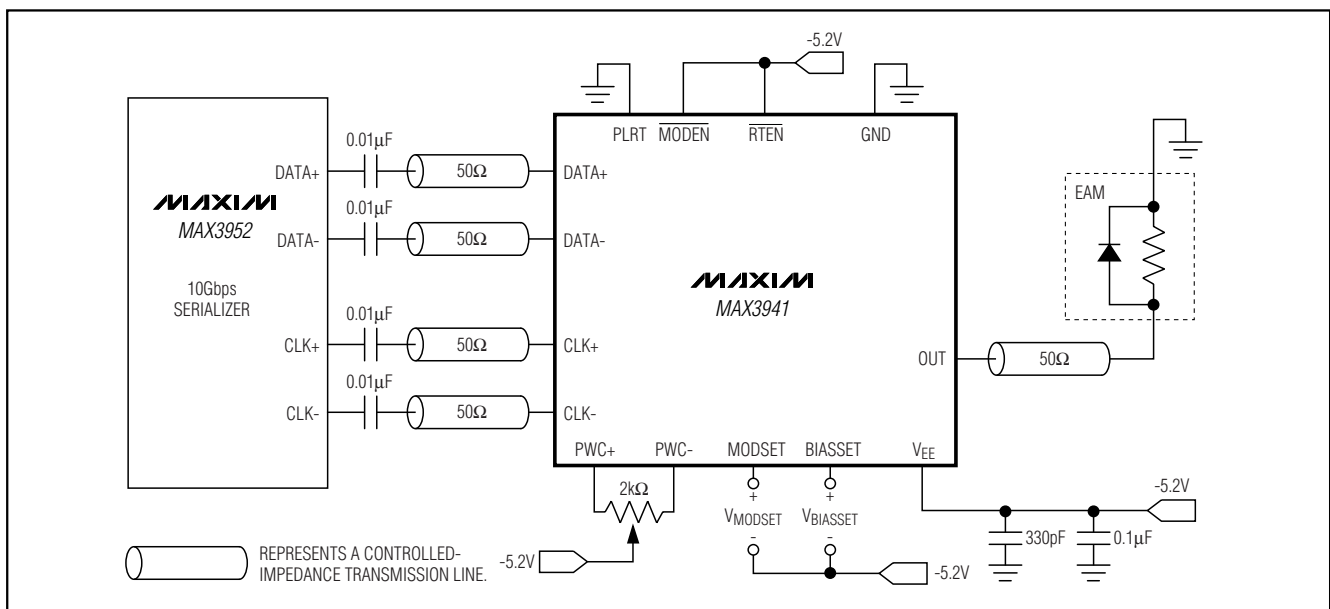 -5.2V
PLRT
MODEN
RTEN
GND
0.01µF
DATA+
50Ω
DATA+
EAM
MAXIM
MAX3952
0.01µF
DATA-
50Ω
DATA-
10Gbps
SERIALIZER
MAXIM
MAX3941
0.01µF
CLK+
50Ω
CLK+
OUT
50Ω
0.01µF
CLK-
50Ω
CLK-
PWC+
PWC-
MODSET
BIASSET
VEE
2kΩ
+
+
VMODSET
VBIASSET
-
-
-5.2V
330pF
0.1µF
-5.2V
-5.2V
REPRESENTS A CONTROLLED-
IMPEDANCE TRANSMISSION LINE.